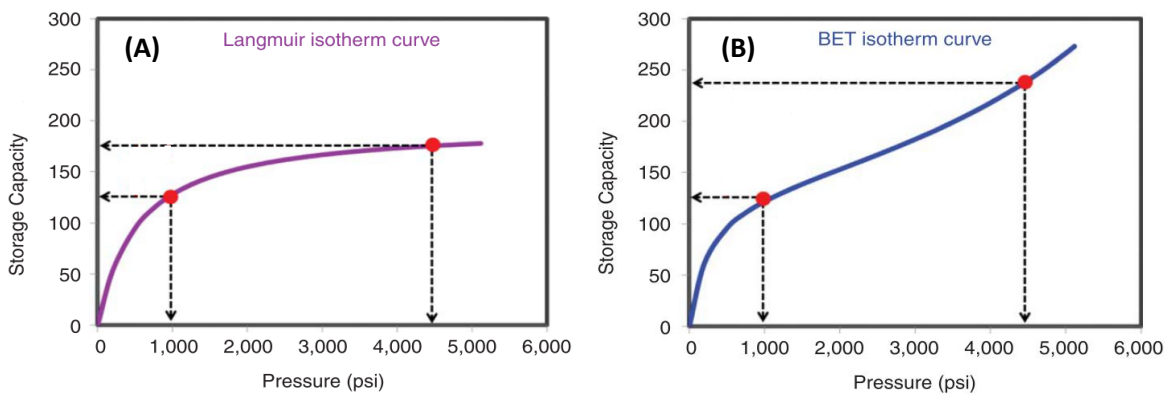 (A)
Langmuir isotherm curve
Storage Capacity
300
250
200
150
100
50
0
0 1,000 2,000 3,000 4,000 5,000 6,000
Pressure (psi)
(B)
BET isotherm curve
Storage Capacity
300
250
200
150
100
50
0
0 1,000 2,000 3,000 4,000 5,000 6,000
Pressure (psi)